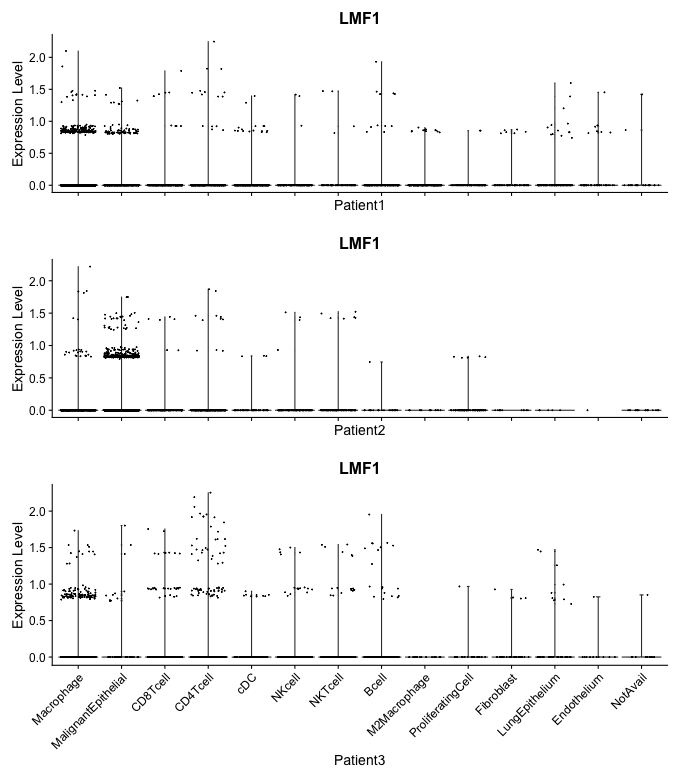 LMF1
Expression Level
2.0
1.5
1.0
0.5
0.0
Patient1
LMF1
Expression Level
2.0
1.5
1.0
0.5
0.0
Patient2
LMF1
Expression Level
2.0
1.5
1.0
0.5
0.0
Macrophage
MalignantEpithelial
CD8Tcell
CD4Tcell
cDC
NKcell
NKTcell
Bcell
M2Macrophage
ProliferatingCell
Fibroblast
LungEpithelium
Endothelium
NotAvail
Patient3